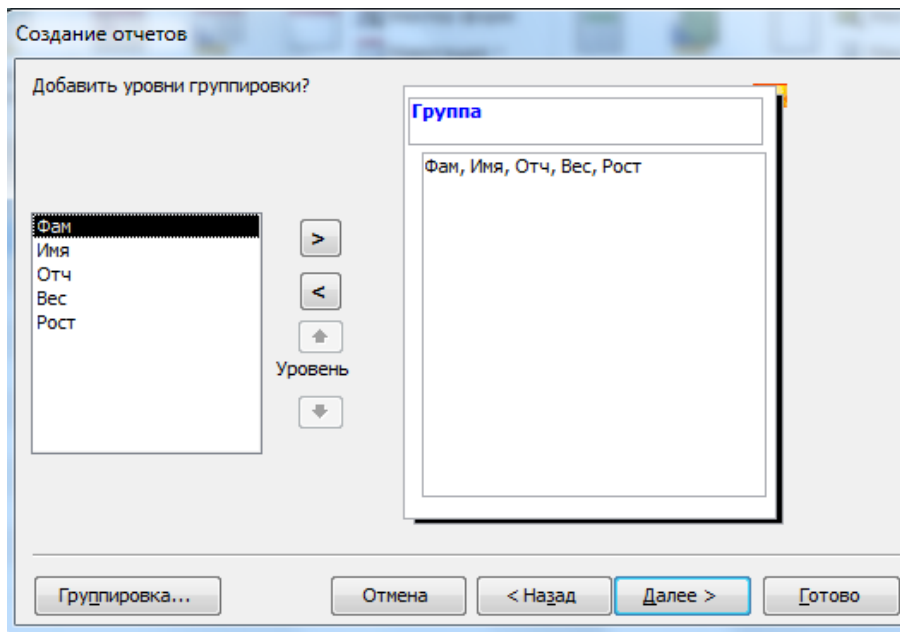 Создание отчетов
Добавить уровни группировки?
Группа
Фам, Имя, Отч, Вес, Рост
Фам
Имя
Отч
Вес
Рост
>
<
Уровень
Группировка...
Отмена
< Назад
Далее >
Готово